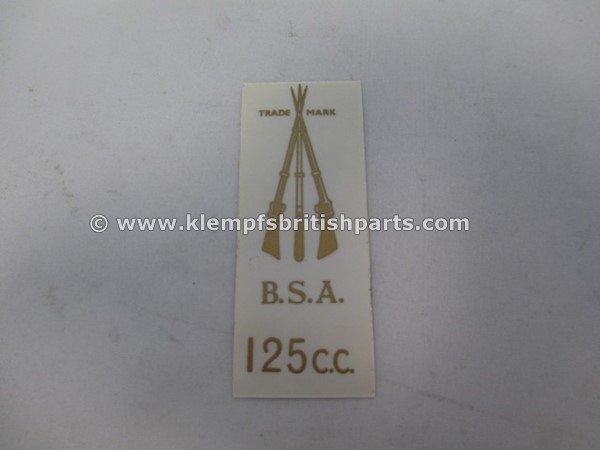 TRADE MARK
© www.klempfsbritishparts.com
B.S.A.
125C.C.